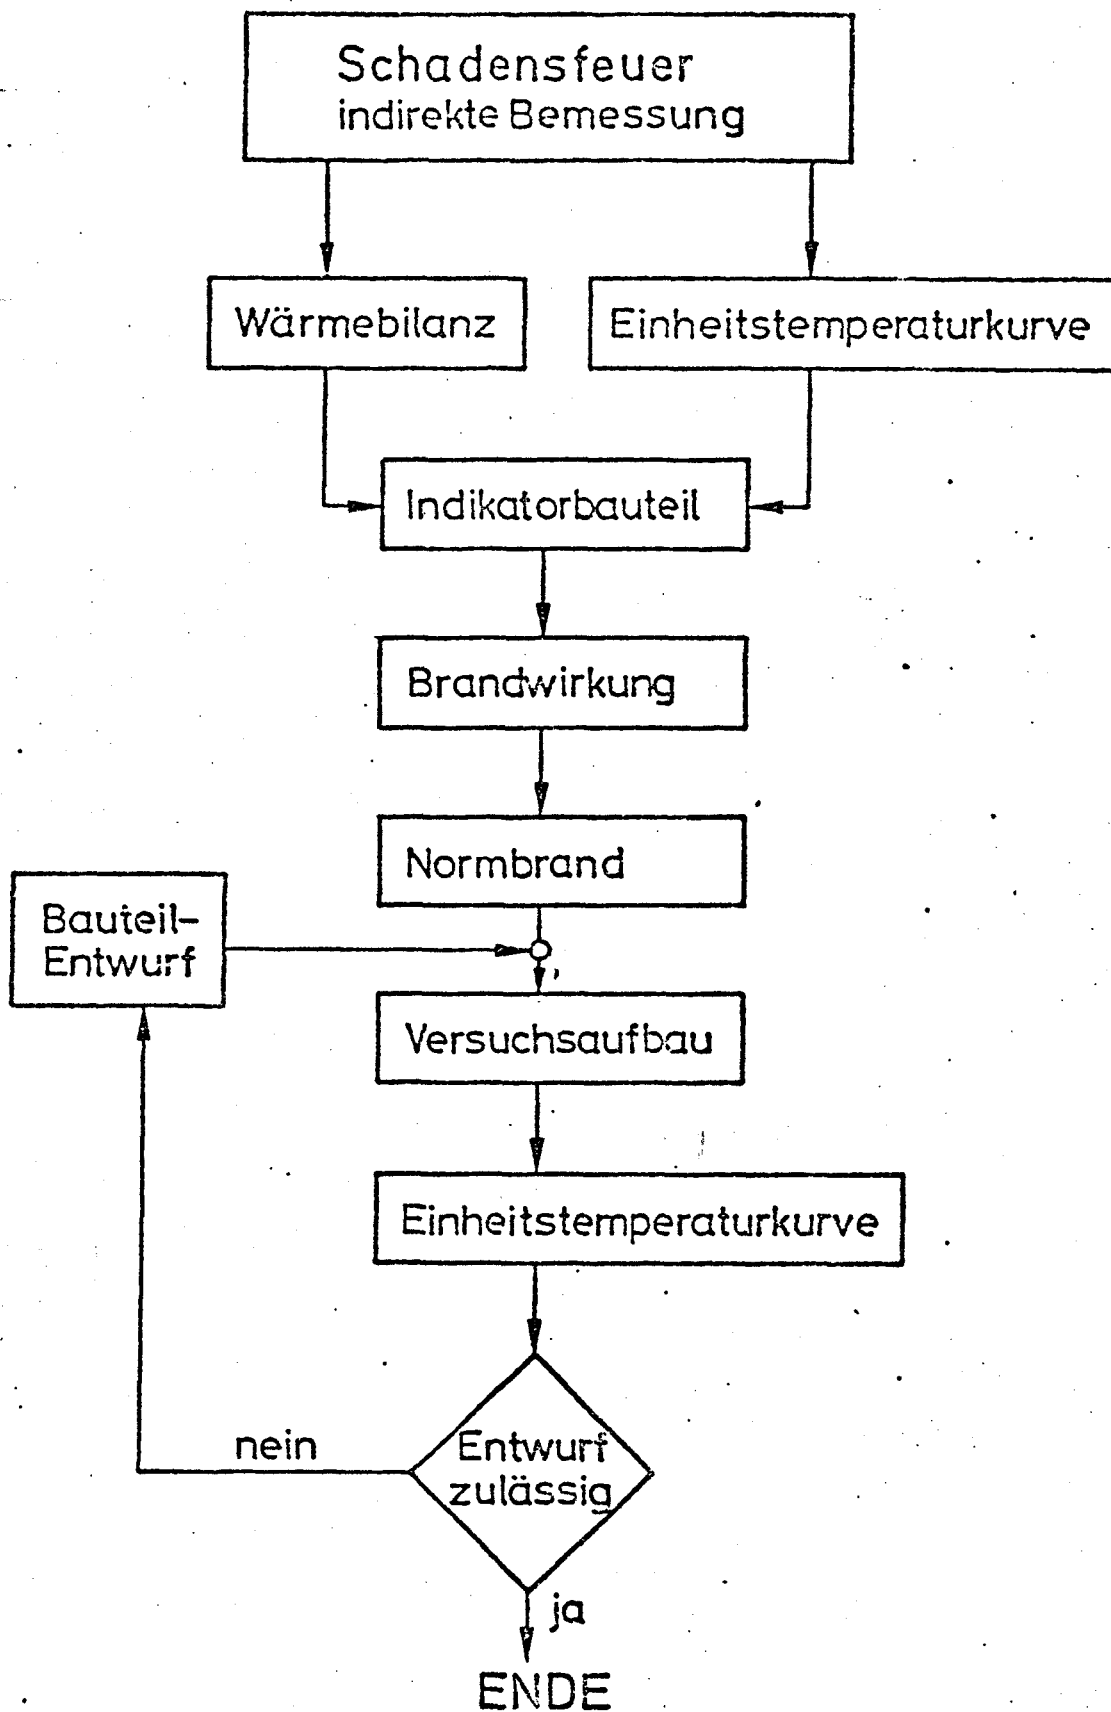 Schadensfeuer
indirekte Bemessung
Wärmebilanz
Einheitstemperaturkurve
Indikatorbauteil
Brandwirkung
Normbrand
Bauteil-
Entwurf
Versuchsaufbau
Einheitstemperaturkurve
nein
Entwurf
zulässig
ja
ENDE